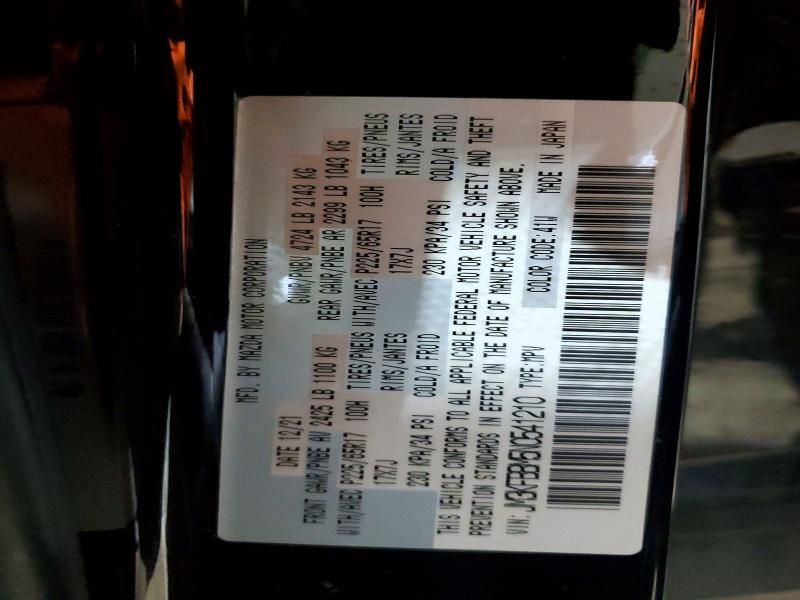 MFD. BY MAZDA MOTOR CORPORATION
DATE 12/21 GVWR/PNBV 4724 LB 2143 KG
FRONT GAWR/PNBE AV 2425 LB 1100 KG REAR GAWR/PNBE AR 2299 LB 1043 KG
WITH/AVEC P225/65R17 100H TIRES/PNEUS WITH/AVEC P225/65R17 100H TIRES/PNEUS
17X7J RIMS/JANTES 17X7J RIMS/JANTES
230 KPA/34 PSI COLD/A FROID 230 KPA/34 PSI COLD/A FROID
THIS VEHICLE CONFORMS TO ALL APPLICABLE FEDERAL MOTOR VEHICLE SAFETY AND THEFT
PREVENTION STANDARDS IN EFFECT ON THE DATE OF MANUFACTURE SHOWN ABOVE.
VIN: TYPE:MPV COLOR CODE:41W MADE IN JAPAN